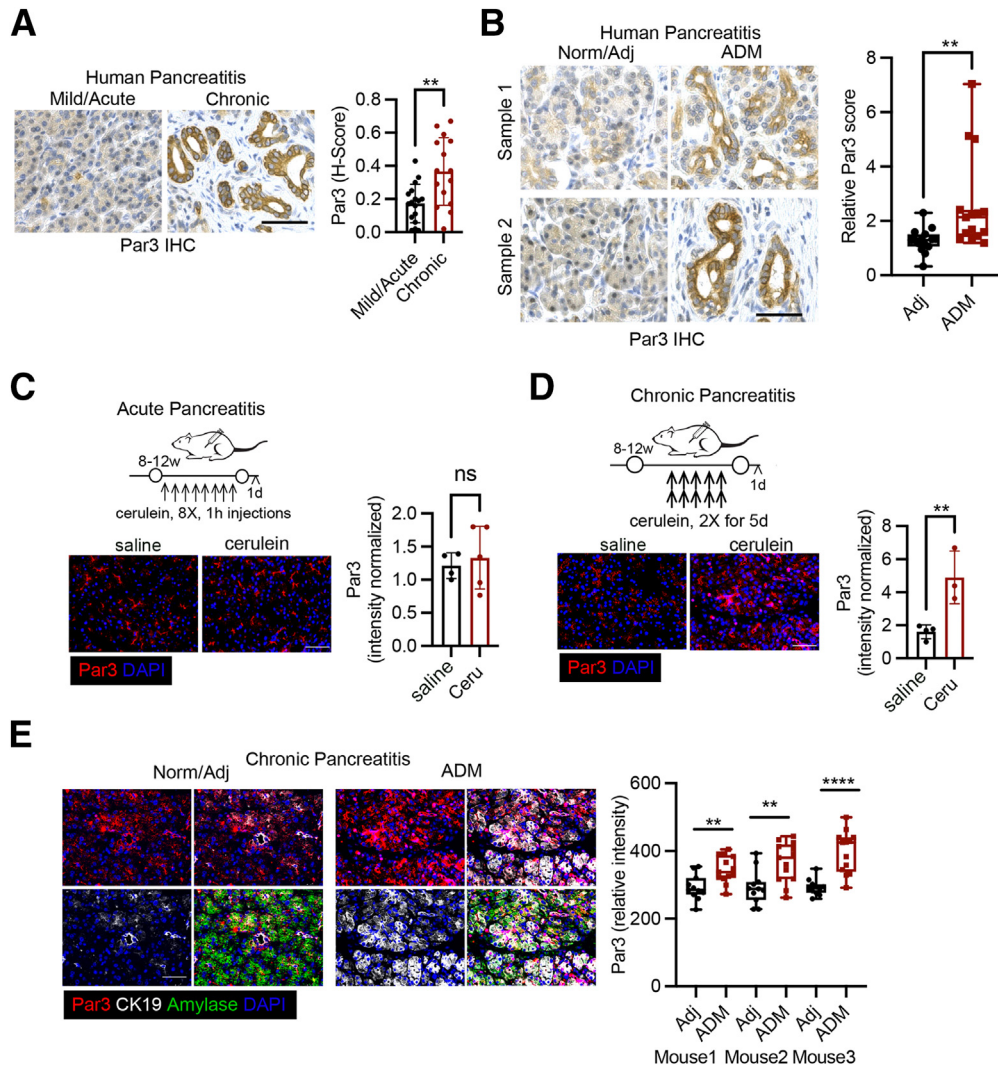 A
Human Pancreatitis
Mild/Acute Chronic
Par3 IHC
Par3 (H-Score)
0.8
0.6
0.4
0.2
0.0
**
Mild/Acute
Chronic
B
Human Pancreatitis
Norm/Adj ADM
Sample 1
Sample 2
Par3 IHC
Relative Par3 score
8
6
4
2
0
**
Adj
ADM
C
Acute Pancreatitis
8-12w
1d
cerulein, 8X, 1h injections
saline cerulein
Par3 DAPI
Par3
(intensity normalized)
2.0
1.5
1.0
0.5
0.0
ns
saline
Ceru
D
Chronic Pancreatitis
8-12w
1d
cerulein, 2X for 5d
saline cerulein
Par3 DAPI
Par3
(intensity normalized)
8
6
4
2
0
**
saline
Ceru
E
Chronic Pancreatitis
Norm/Adj ADM
Par3 CK19 Amylase DAPI
Par3 (relative intensity)
600
400
200
0
** ** ****
Adj ADM Adj ADM Adj ADM
Mouse1 Mouse2 Mouse3